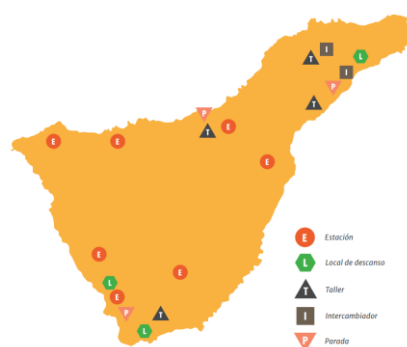 I
T
L
I
P
T
P
T
E
E
E
E
E
E
L
E
P
T
L
E Estación
L Local de descanso
T Taller
I Intercambiador
P Parada